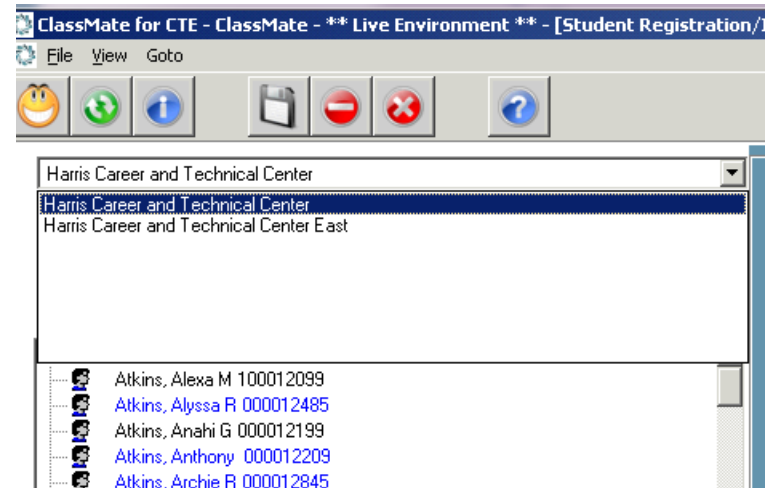 ClassMate for CTE - ClassMate - ** Live Environment ** - [Student Registration/
File View Goto
Harris Career and Technical Center
Harris Career and Technical Center
Harris Career and Technical Center East
Atkins, Alexa M 100012099
Atkins, Alyssa R 000012485
Atkins, Anahi G 000012199
Atkins, Anthony 000012209
Atkins, Archie R 000012845